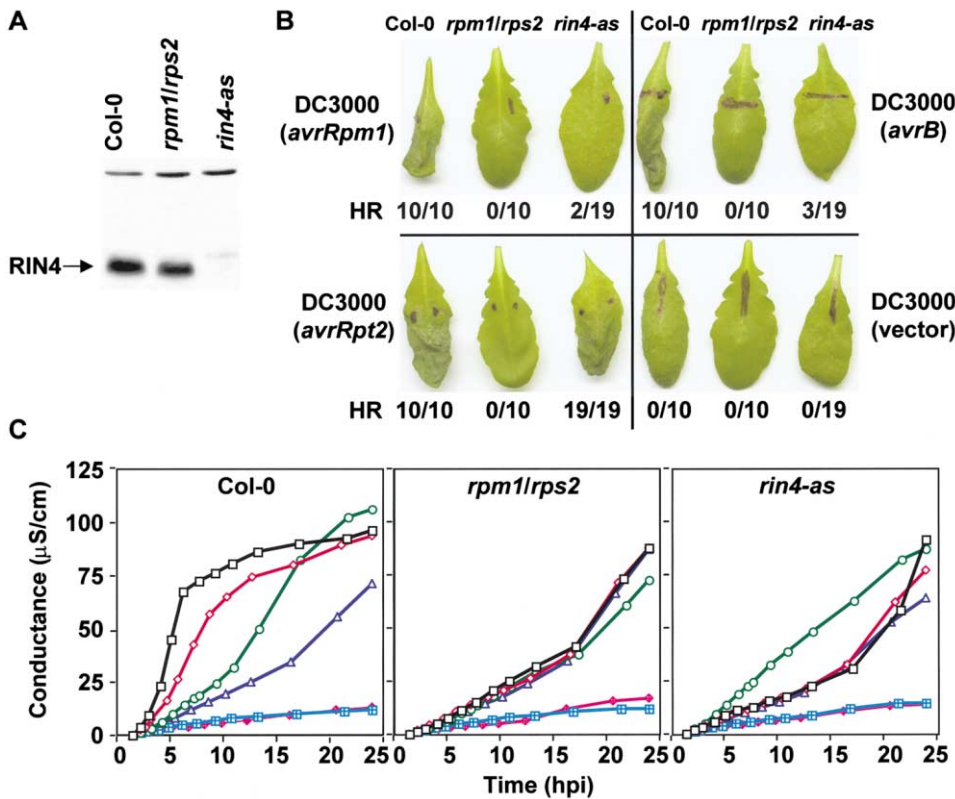 A
Col-0
rpm1/rps2
rin4-as
RIN4
B
Col-0 rpm1/rps2 rin4-as
Col-0 rpm1/rps2 rin4-as
DC3000
(avrRpm1)
DC3000
(avrB)
HR 10/10 0/10 2/19
10/10 0/10 3/19
DC3000
(avrRpt2)
DC3000
(vector)
HR 10/10 0/10 19/19
0/10 0/10 0/19
C
Conductance (µS/cm)
125
100
75
50
25
0
Col-0
rpm1/rps2
rin4-as
0 5 10 15 20 25
0 5 10 15 20 25
0 5 10 15 20 25
Time (hpi)